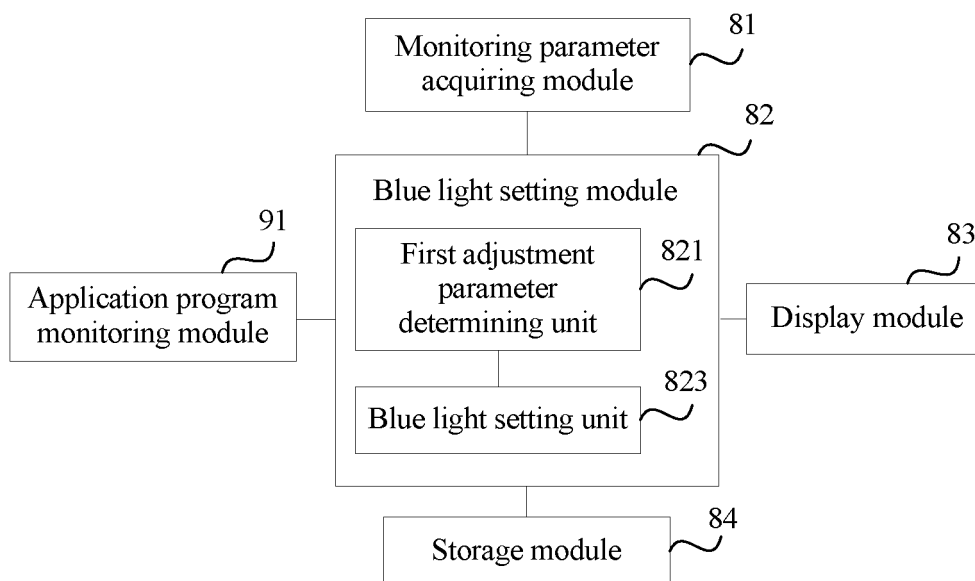 81
Monitoring parameter
acquiring module
82
Blue light setting module
91
Application program
monitoring module
First adjustment
parameter
determining unit
821
83
Display module
Blue light setting unit
823
Storage module
84